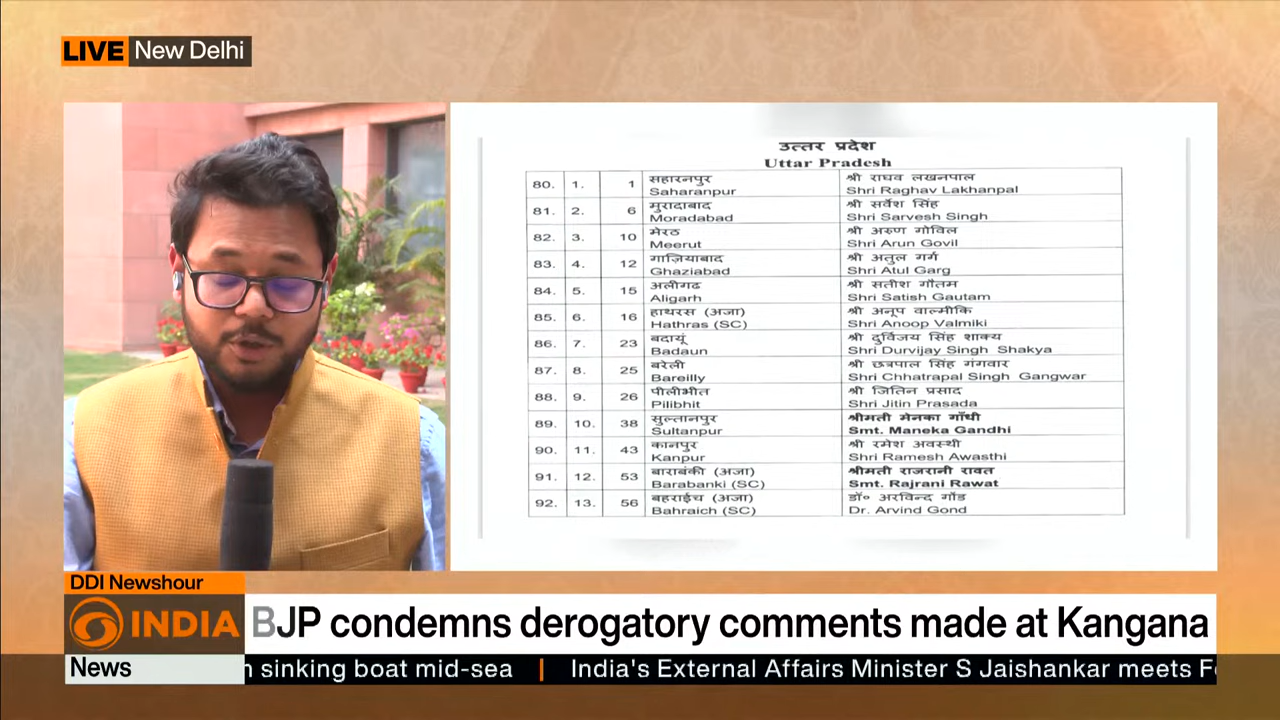 LIVE New Delhi
उत्तर प्रदेश
Uttar Pradesh
80. 1. 1 सहारनपुर श्री राघव लखनपाल
Saharanpur Shri Raghav Lakhanpal
81. 2. 6 मुरादाबाद श्री सर्वेश सिंह
Moradabad Shri Sarvesh Singh
82. 3. 10 मेरठ श्री अरुण गोविल
Meerut Shri Arun Govil
83. 4. 12 गाज़ियाबाद श्री अतुल गर्ग
Ghaziabad Shri Atul Garg
84. 5. 15 अलीगढ श्री सतीश गौतम
Aligarh Shri Satish Gautam
85. 6. 16 हाथरस (अजा) श्री अनूप वाल्मीकि
Hathras (SC) Shri Anoop Valmiki
86. 7. 23 बदायूं श्री दुर्विजय सिंह शाक्य
Badaun Shri Durvijay Singh Shakya
87. 8. 25 बरेली श्री छत्रपाल सिंह गंगवार
Bareilly Shri Chhatrapal Singh Gangwar
88. 9. 26 पीलीभीत श्री जितिन प्रसाद
Pilibhit Shri Jitin Prasada
89. 10. 38 सुल्तानपुर श्रीमती मेनका गाँधी
Sultanpur Smt. Maneka Gandhi
90. 11. 43 कानपुर श्री रमेश अवस्थी
Kanpur Shri Ramesh Awasthi
91. 12. 53 बाराबंकी (अजा) श्रीमती राजरानी रावत
Barabanki (SC) Smt. Rajrani Rawat
92. 13. 56 बहराईच (अजा) डॉ० अरविन्द गोंड
Bahraich (SC) Dr. Arvind Gond
DDI Newshour
INDIA BJP condemns derogatory comments made at Kangana
News sinking boat mid-sea | India's External Affairs Minister S Jaishankar meets